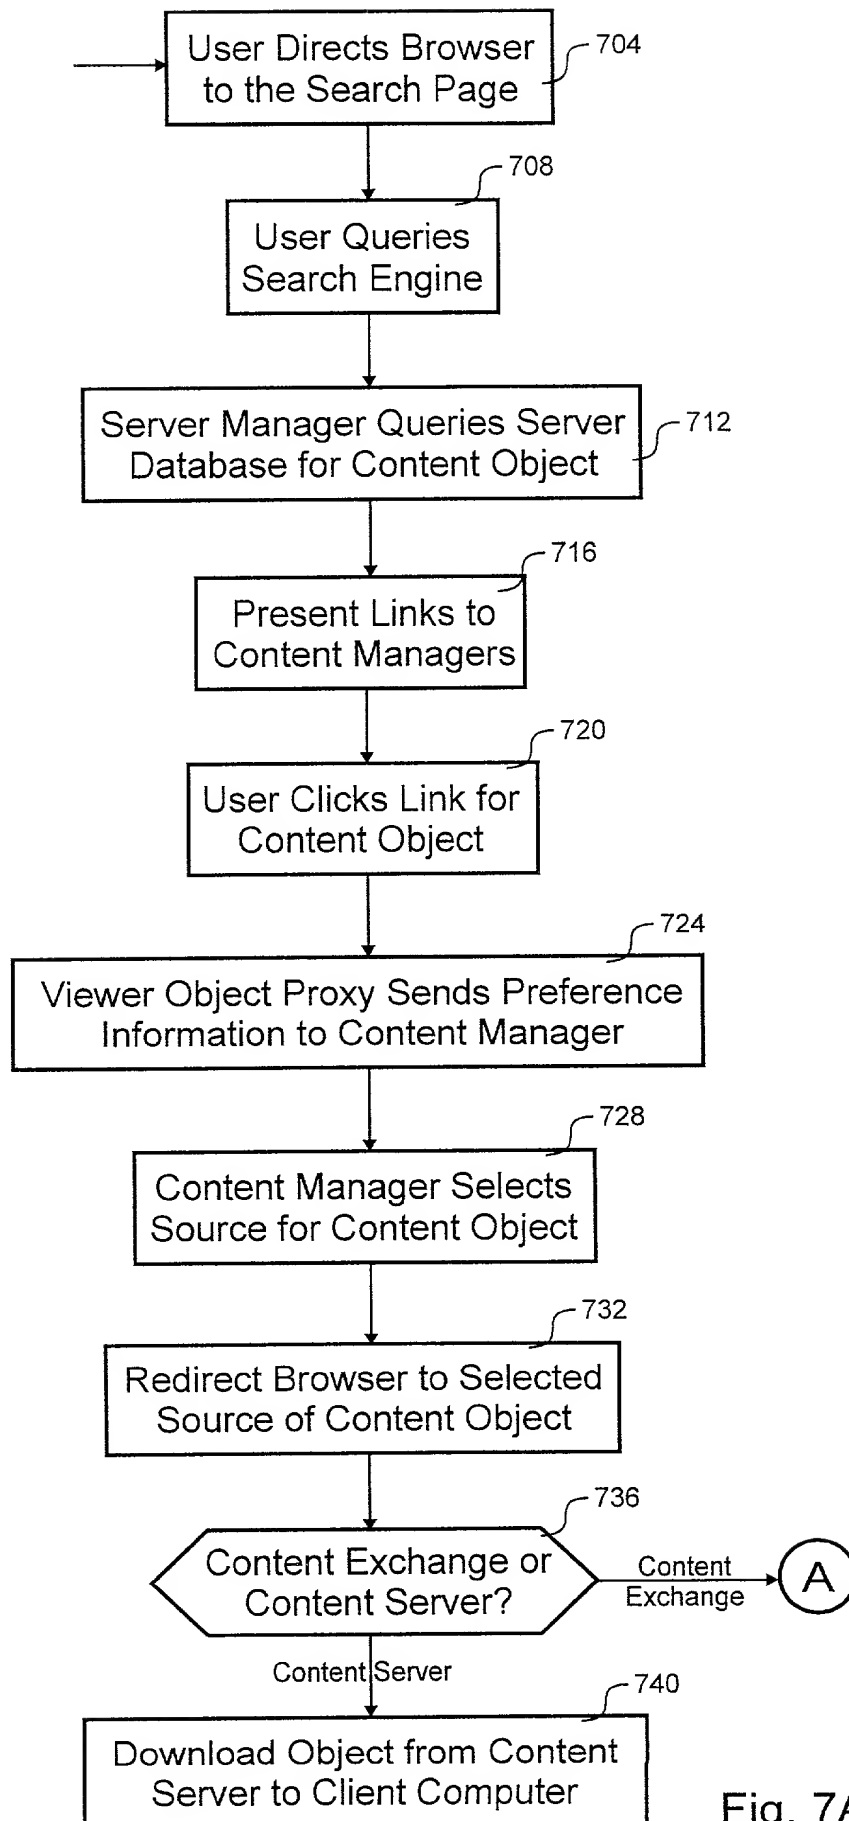 User Directs Browser
to the Search Page
704
708
User Queries
Search Engine
Server Manager Queries Server
Database for Content Object
712
716
Present Links to
Content Managers
720
User Clicks Link for
Content Object
724
Viewer Object Proxy Sends Preference
Information to Content Manager
728
Content Manager Selects
Source for Content Object
732
Redirect Browser to Selected
Source of Content Object
736
Content Exchange or
Content Server?
Content
Exchange
A
Content Server
740
Download Object from Content
Server to Client Computer
Fig. 7A